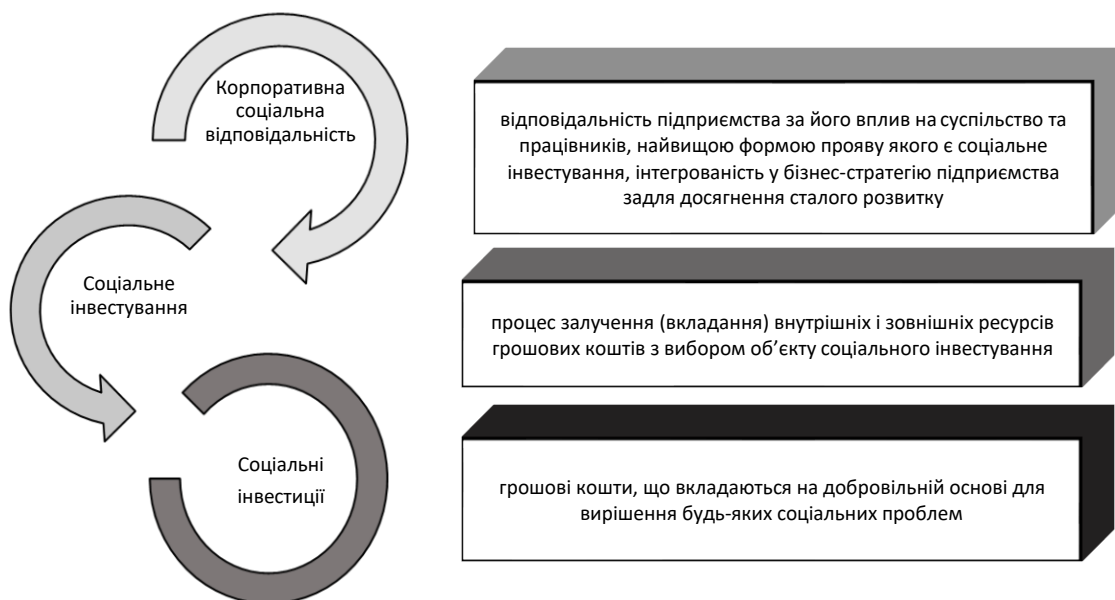 Корпоративна
соціальна
відповідальність
відповідальність підприємства за його вплив на суспільство та
працівників, найвищою формою прояву якого є соціальне
інвестування, інтегрованість у бізнес-стратегію підприємства
задля досягнення сталого розвитку
Соціальне
інвестування
процес залучення (вкладання) внутрішніх і зовнішніх ресурсів
грошових коштів з вибором об’єкту соціального інвестування
Соціальні
інвестиції
грошові кошти, що вкладаються на добровільній основі для
вирішення будь-яких соціальних проблем